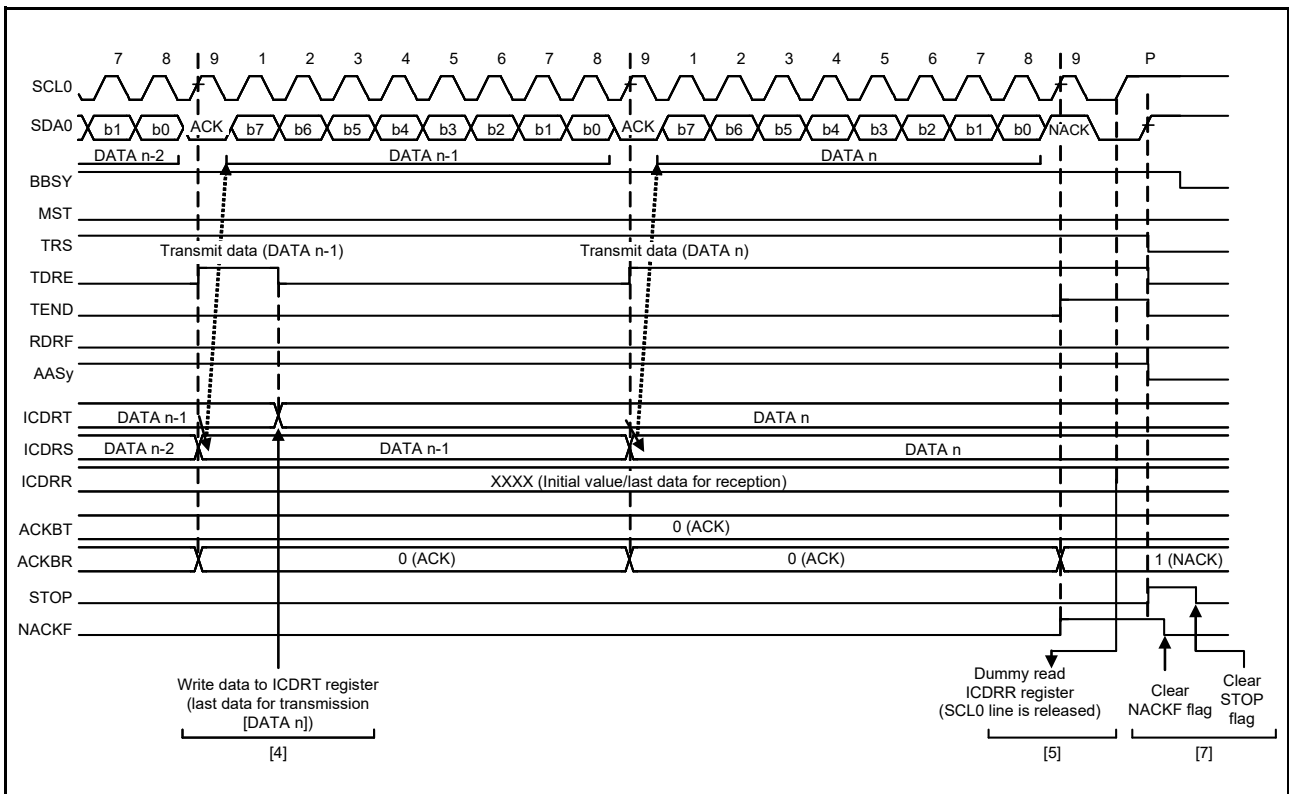 7 8 9 1 2 3 4 5 6 7 8 9 1 2 3 4 5 6 7 8 9 P
SCL0
SDA0 b1 b0 ACK b7 b6 b5 b4 b3 b2 b1 b0 ACK b7 b6 b5 b4 b3 b2 b1 b0 NACK
DATA n-2 DATA n-1 DATA n
BBSY
MST
TRS
Transmit data (DATA n-1) Transmit data (DATA n)
TDRE
TEND
RDRF
AASy
ICDRT DATA n-1 DATA n
ICDRS DATA n-2 DATA n-1 DATA n
ICDRR XXXX (Initial value/last data for reception)
ACKBT 0 (ACK)
ACKBR 0 (ACK) 0 (ACK) 1 (NACK)
STOP
NACKF
Write data to ICDRT register
(last data for transmission
[DATA n])
[4]
Dummy read
ICDRR register
(SCL0 line is released)
[5]
Clear
NACKF flag
Clear
STOP
flag
[7]